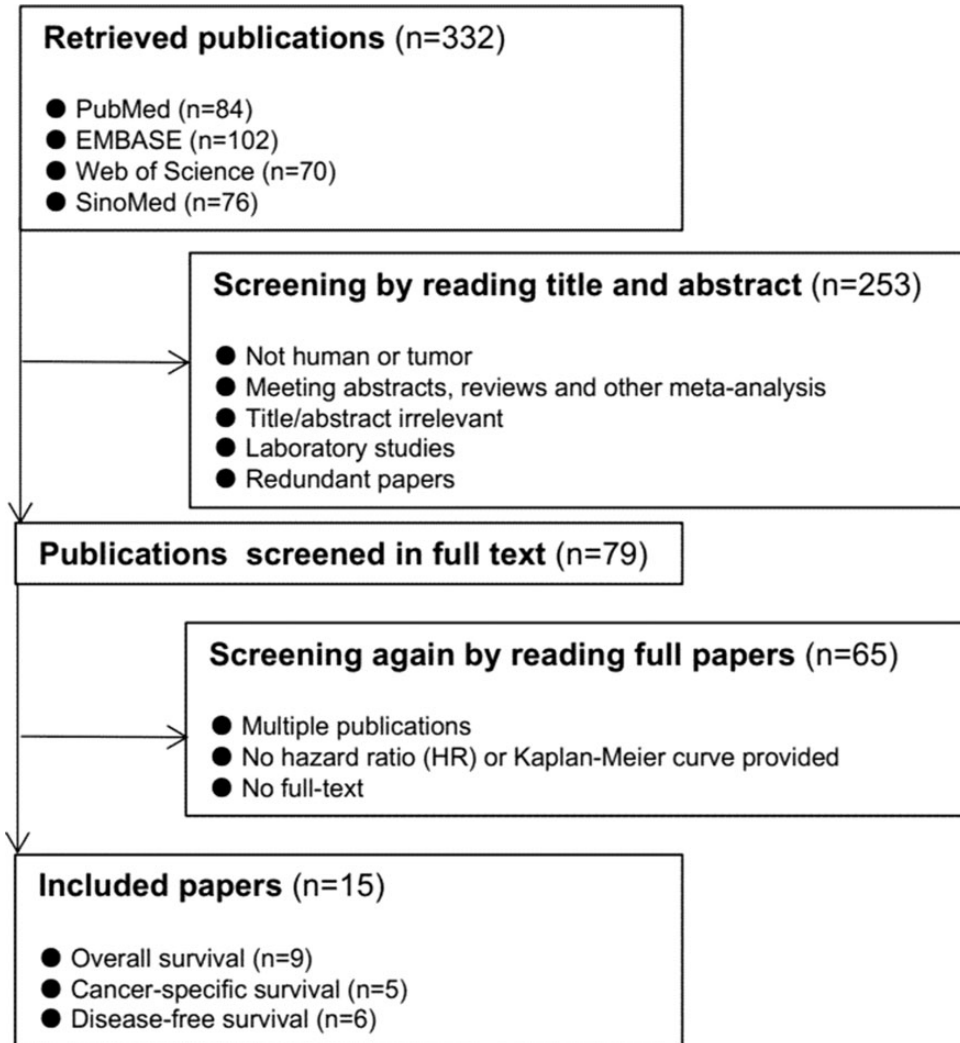 Retrieved publications (n=332)
● PubMed (n=84)
● EMBASE (n=102)
● Web of Science (n=70)
● SinoMed (n=76)
Screening by reading title and abstract (n=253)
● Not human or tumor
● Meeting abstracts, reviews and other meta-analysis
● Title/abstract irrelevant
● Laboratory studies
● Redundant papers
Publications screened in full text (n=79)
Screening again by reading full papers (n=65)
● Multiple publications
● No hazard ratio (HR) or Kaplan-Meier curve provided
● No full-text
Included papers (n=15)
● Overall survival (n=9)
● Cancer-specific survival (n=5)
● Disease-free survival (n=6)